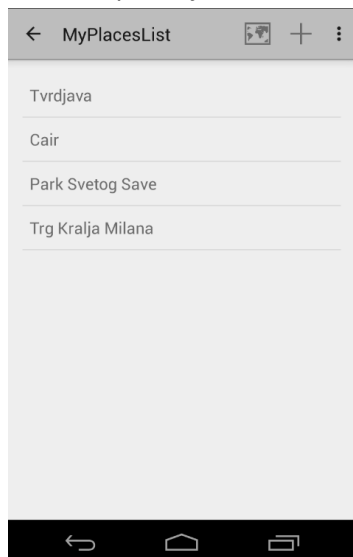 MyPlacesList
Tvrdjava
Cair
Park Svetog Save
Trg Kralja Milana